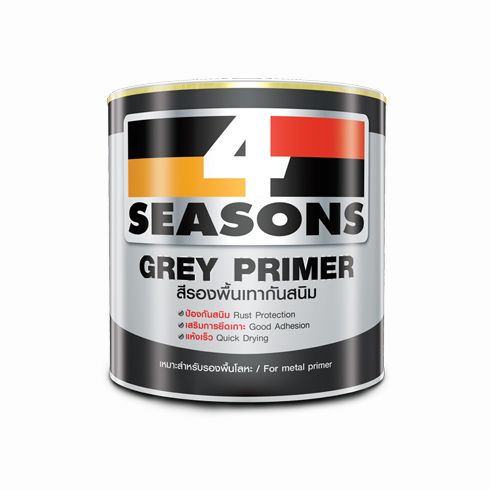 4
SEASONS
GREY PRIMER
สีรองพื้นเทากันสนิม
ป้องกันสนิม Rust Protection
เสริมการยึดเกาะ Good Adhesion
แห้งเร็ว Quick Drying
เหมาะสำหรับรองพื้นโลหะ / For metal primer